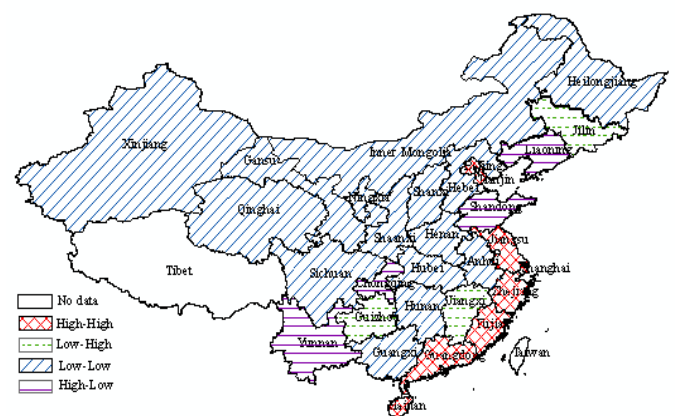 Heilongjiang
Jilin
Liaoning
Xinjiang
Gansu
Inner Mongolia
Beijing
Tianjin
Hebei
Shanxi
Ningxia
Qinghai
Shandong
Shaanxi
Henan
Jiangsu
Tibet
Sichuan
Hubei
Anhui
Shanghai
Chongqing
Zhejiang
Hunan
Jiangxi
Guizhou
Fujian
Yunnan
Guangxi
Guangdong
Taiwan
Hainan
No data
High-High
Low-High
Low-Low
High-Low